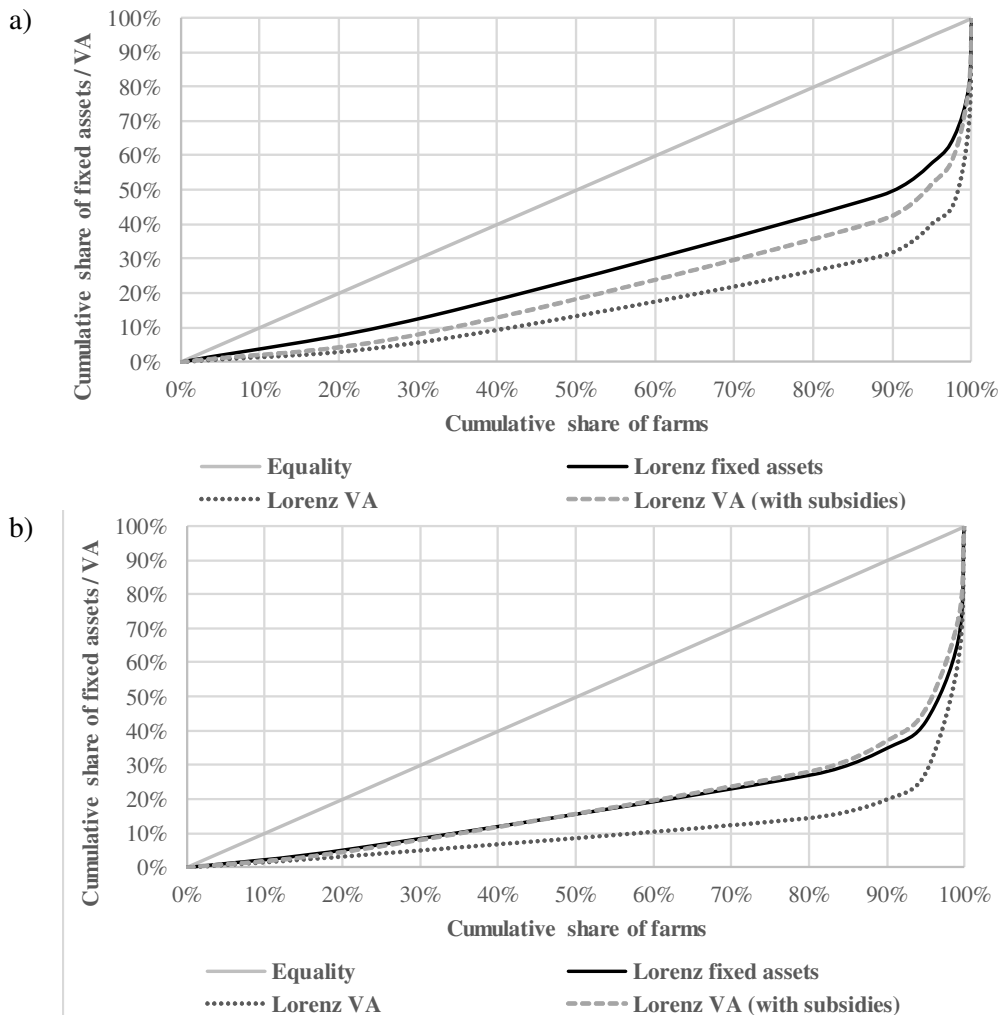 a)
Cumulative share of fixed assets / VA
100%
90%
80%
70%
60%
50%
40%
30%
20%
10%
0%
0% 10% 20% 30% 40% 50% 60% 70% 80% 90% 100%
Cumulative share of farms
Equality Lorenz fixed assets
Lorenz VA Lorenz VA (with subsidies)
b)
Cumulative share of fixed assets / VA
100%
90%
80%
70%
60%
50%
40%
30%
20%
10%
0%
0% 10% 20% 30% 40% 50% 60% 70% 80% 90% 100%
Cumulative share of farms
Equality Lorenz fixed assets
Lorenz VA Lorenz VA (with subsidies)